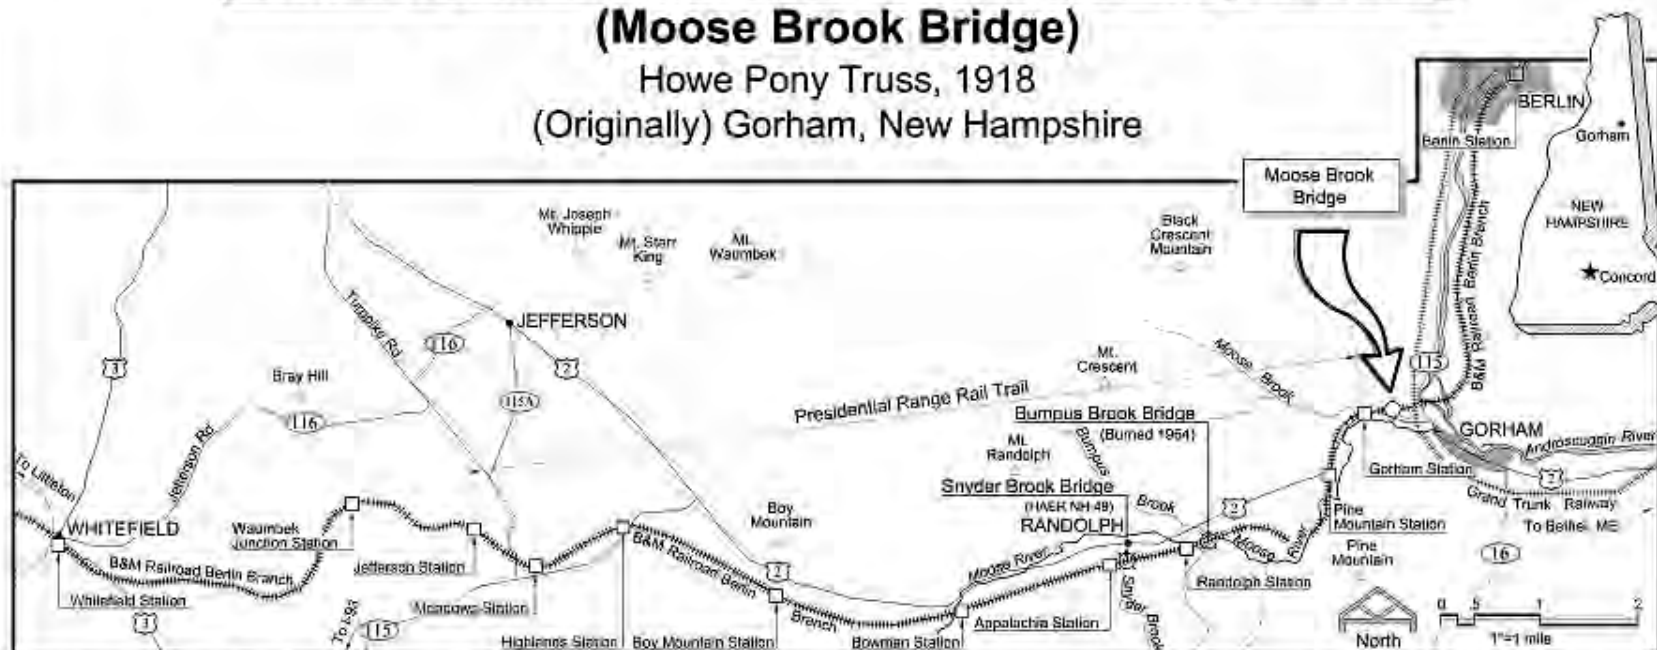 (Moose Brook Bridge)
Howe Pony Truss, 1918
(Originally) Gorham, New Hampshire
Moose Brook
Bridge
BERLIN
Berlin Station
Gorham
NEW
HAMPSHIRE
Concord
B&M Railroad Berlin Branch
Mt. Joseph
Whipple
Mt. Starr
King
Mt.
Waumbek
Black
Crescent
Mountain
3
Turnpike Rd
116
JEFFERSON
2
115A
Bray Hill
116
Jefferson Rd
Mt.
Crescent
Moose Brook
115
Presidential Range Rail Trail
Bumpus Brook Bridge
(Burned 1964)
Bumpus
Brook
Mt.
Randolph
Snyder Brook Bridge
(HAER NH-49)
RANDOLPH
GORHAM
Androscoggin River
Gorham Station
2
Grand Trunk Railway
To Bethel, ME
16
Pine
Mountain Station
Pine
Mountain
To Littleton
WHITEFIELD
Waumbek
Junction Station
B&M Railroad Berlin Branch
Whitefield Station
3
Jefferson Station
Meadows Station
To I-93
115
Highlands Station
B&M Railroad Berlin
Branch
Boy
Mountain
2
Boy Mountain Station
Bowman Station
Moose River
Appalachia Station
Snyder
Brook
2
Moose
River
Randolph Station
North
0 .5 1 2
1"=1 mile